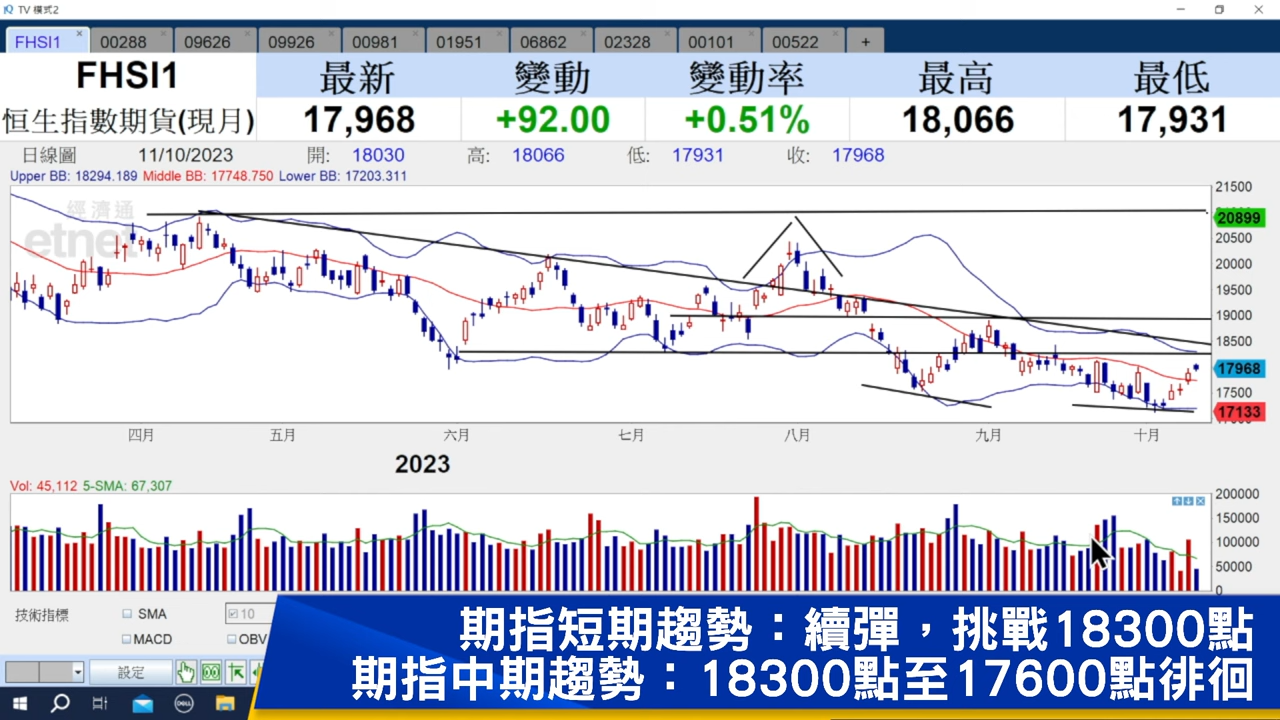 TV 模式2
FHSI1 00288 09626 09926 00981 01951 06862 02328 00101 00522 +
FHSI1 最新 變動 變動率 最高 最低
恒生指數期貨(現月) 17,968 +92.00 +0.51% 18,066 17,931
日線圖 11/10/2023 開: 18030 高: 18066 低: 17931 收: 17968
Upper BB: 18294.189 Middle BB: 17748.750 Lower BB: 17203.311
經濟通
etnet
21500
20899
20500
20000
19500
19000
18500
17968
17500
17133
四月 五月 六月 七月 八月 九月 十月
2023
Vol: 45,112 5-SMA: 67,307
200000
150000
100000
50000
0
技術指標 SMA 10
MACD OBV
設定
期指短期趨勢：續彈，挑戰18300點
期指中期趨勢：18300點至17600點徘徊
DELL